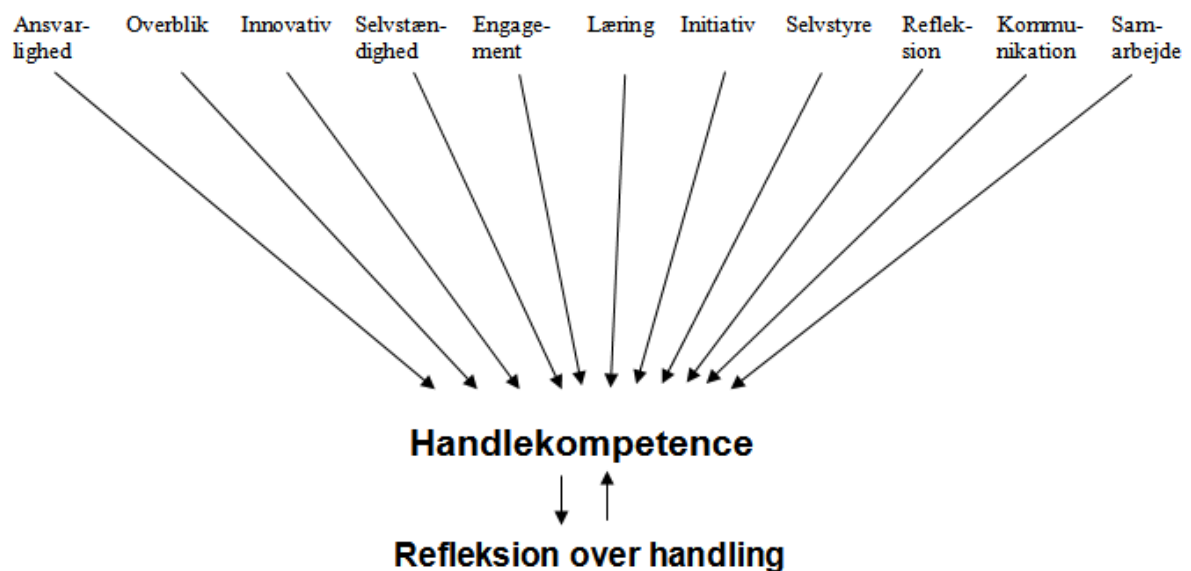 Ansvar- Overblik Innovativ Selvstæn- Engage- Læring Initiativ Selvstyre Reflek- Kommu- Sam-
lighed dighed ment sion nikation arbejde
Handlekompetence
Refleksion over handling